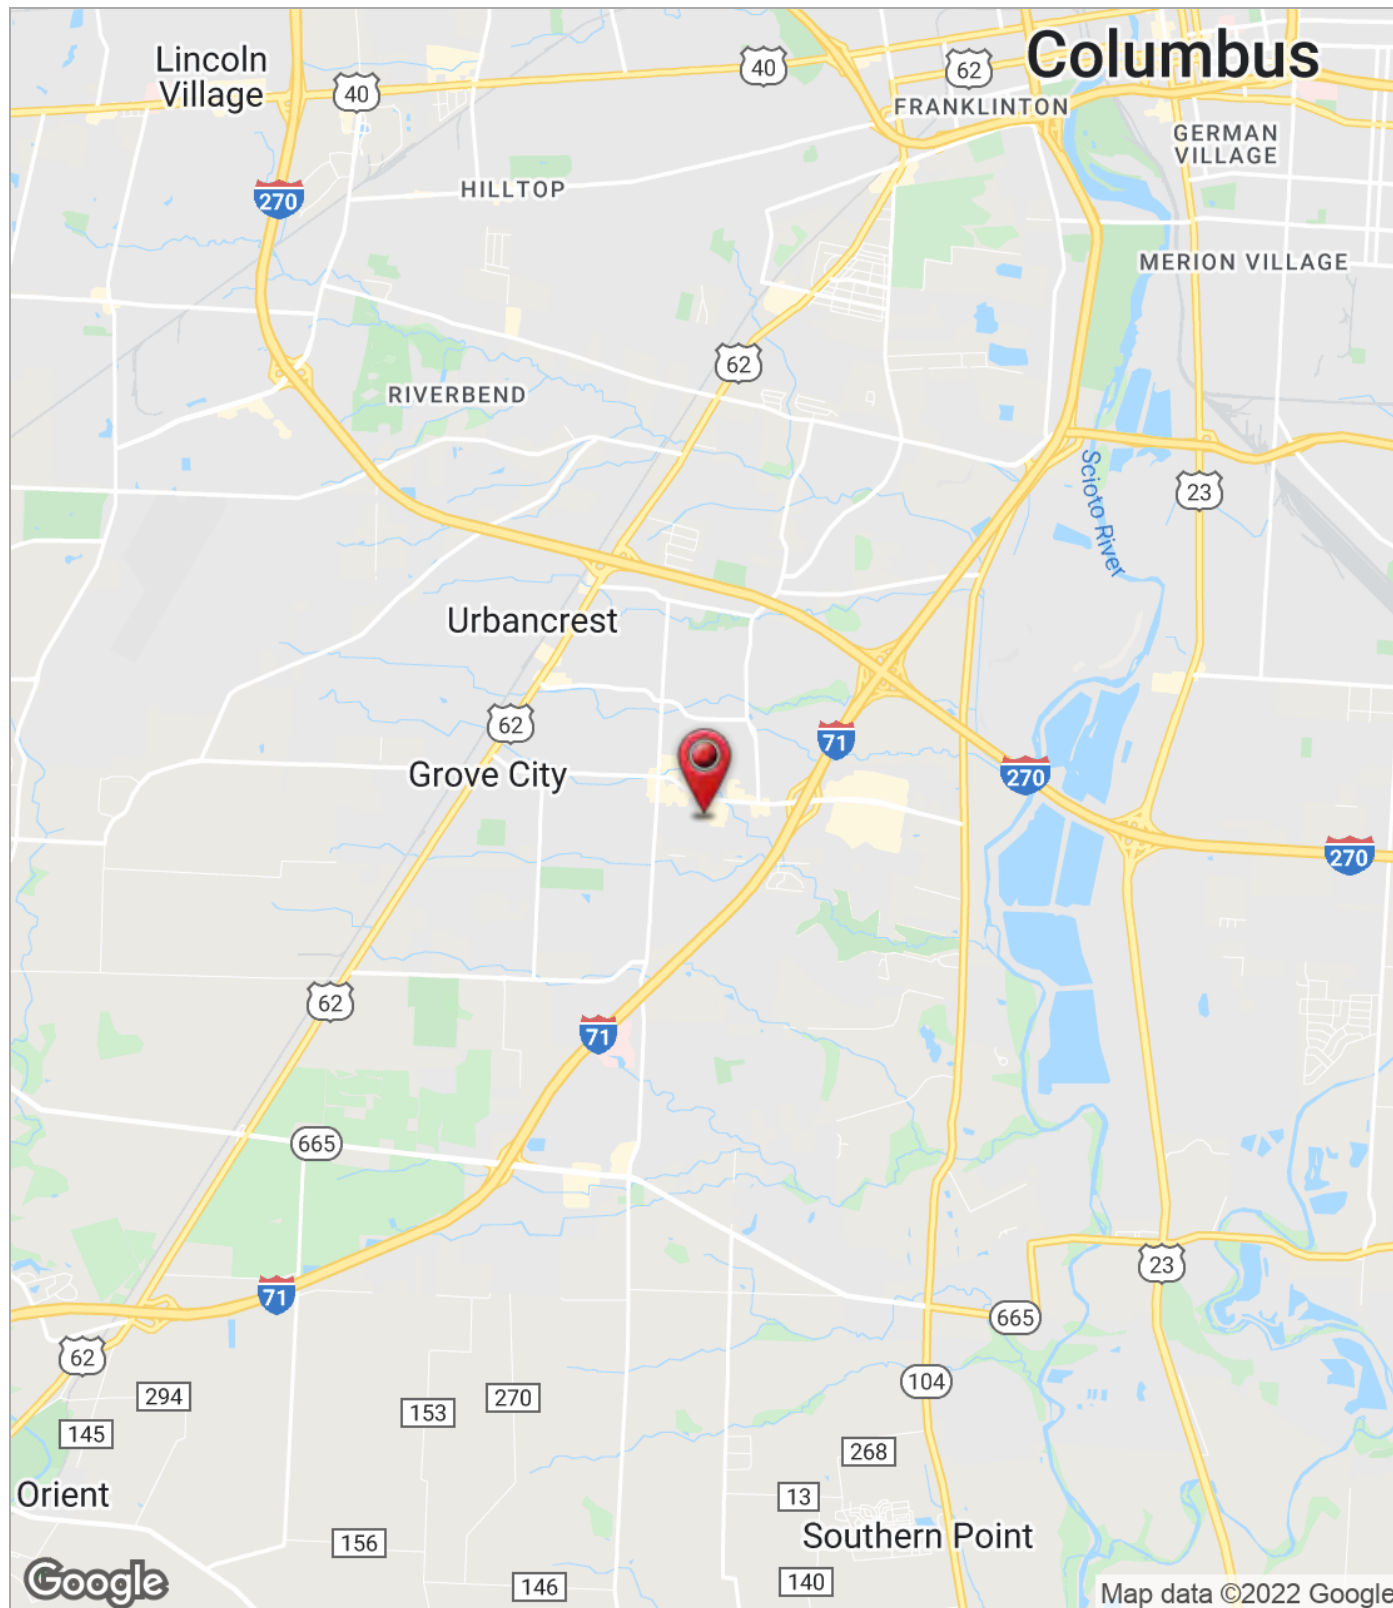 Columbus
Lincoln
Village
40
62
40
FRANKLINTON
GERMAN
VILLAGE
HILLTOP
270
MERION VILLAGE
62
RIVERBEND
Scioto River
23
Urbancrest
62
71
Grove City
270
270
62
71
665
23
71
665
62
104
294
270
153
145
268
Orient
13
Southern Point
156
140
146
Google
Map data ©2022 Google